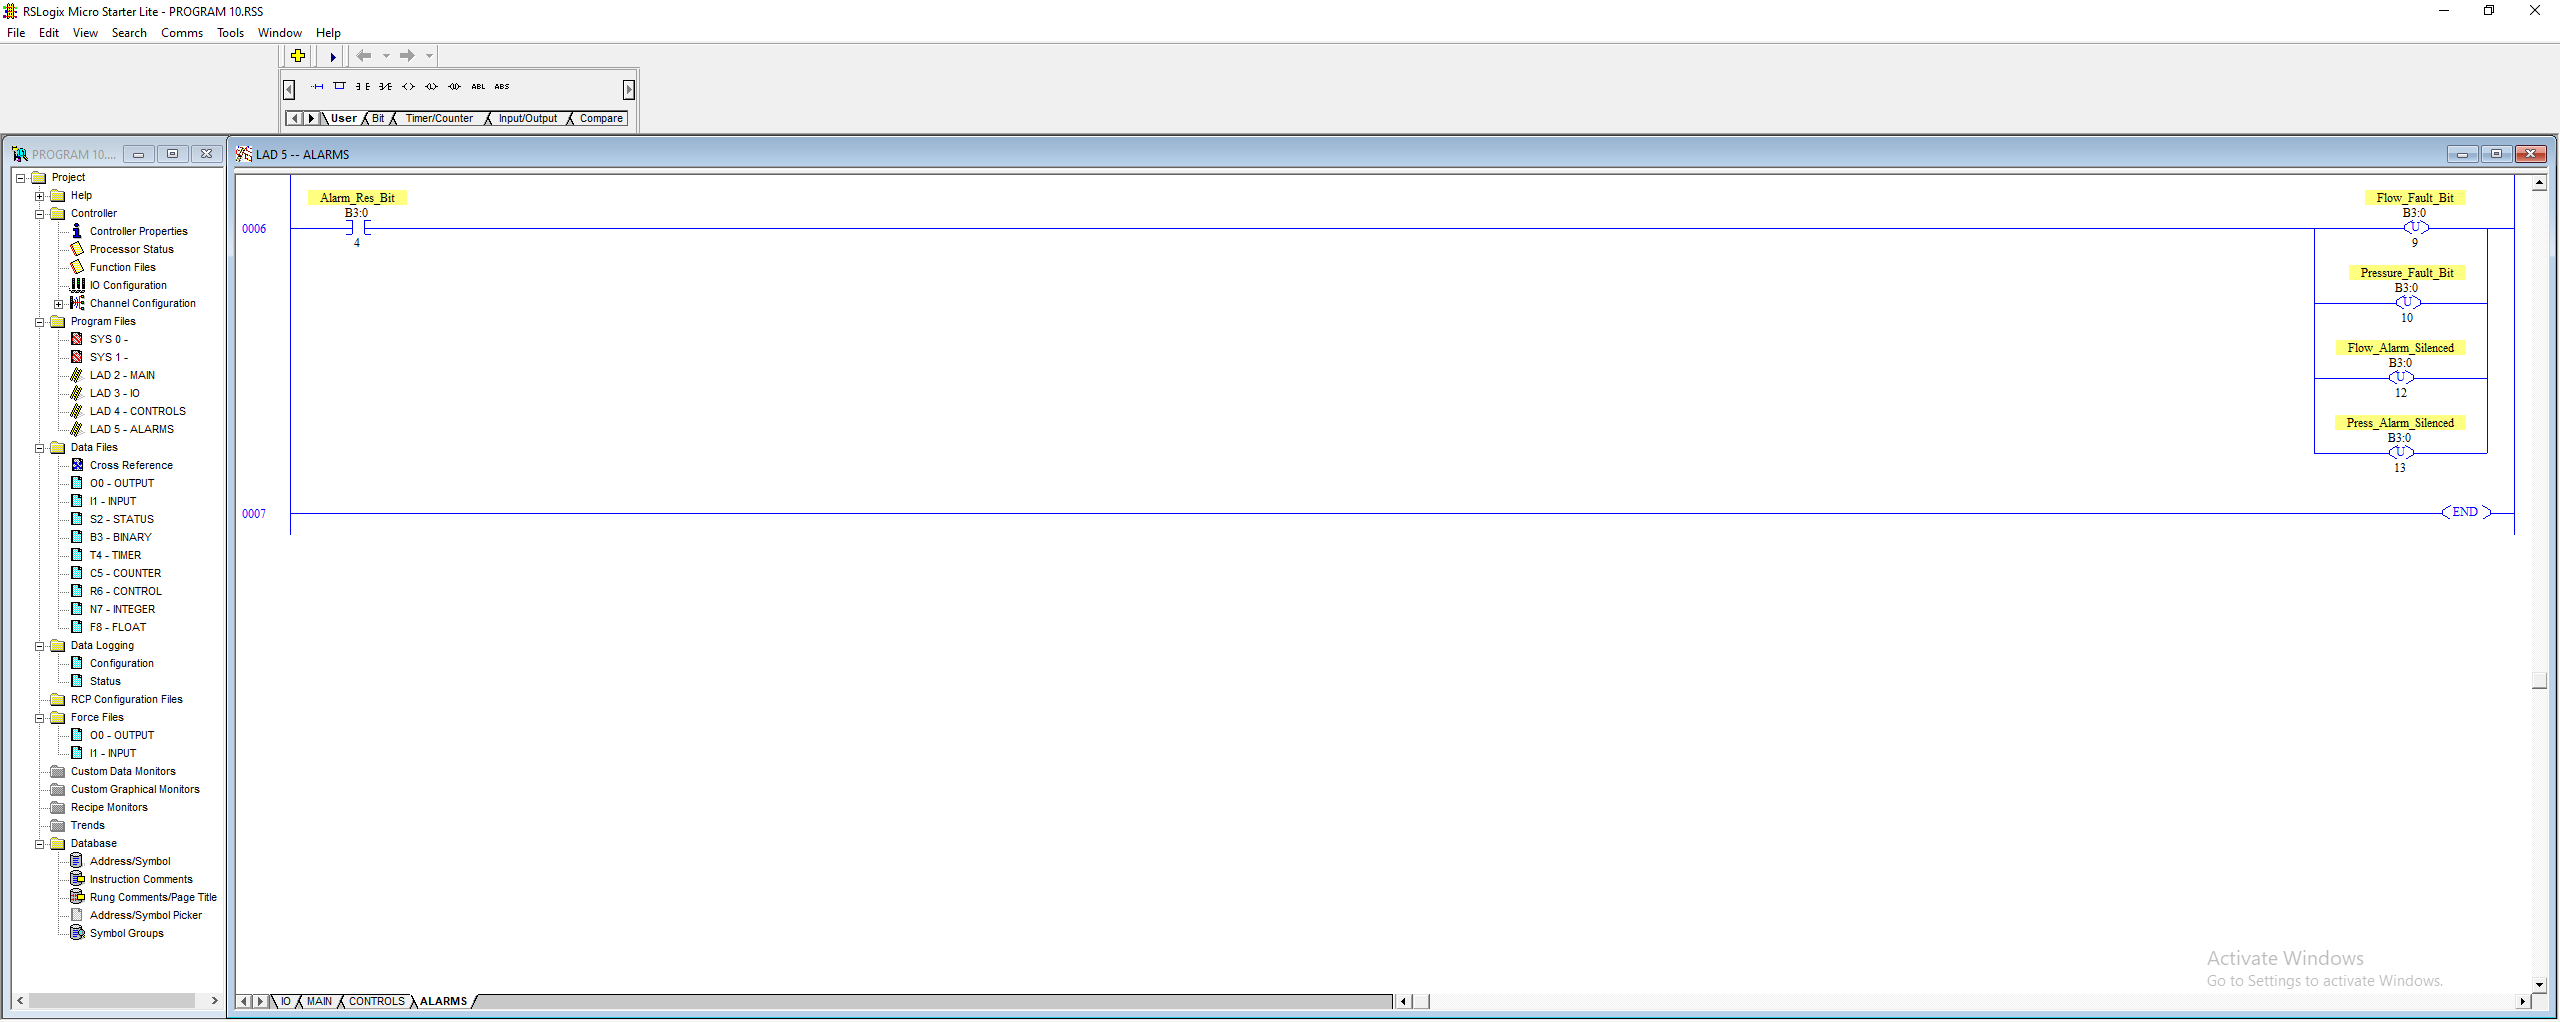 RSLogix Micro Starter Lite - PROGRAM 10.RSS
File Edit View Search Comms Tools Window Help
ABL ABS
User Bit Timer/Counter Input/Output Compare
PROGRAM 10....
Project
Help
Controller
Controller Properties
Processor Status
Function Files
IO Configuration
Channel Configuration
Program Files
SYS 0 -
SYS 1 -
LAD 2 - MAIN
LAD 3 - IO
LAD 4 - CONTROLS
LAD 5 - ALARMS
Data Files
Cross Reference
O0 - OUTPUT
I1 - INPUT
S2 - STATUS
B3 - BINARY
T4 - TIMER
C5 - COUNTER
R6 - CONTROL
N7 - INTEGER
F8 - FLOAT
Data Logging
Configuration
Status
RCP Configuration Files
Force Files
O0 - OUTPUT
I1 - INPUT
Custom Data Monitors
Custom Graphical Monitors
Recipe Monitors
Trends
Database
Address/Symbol
Instruction Comments
Rung Comments/Page Title
Address/Symbol Picker
Symbol Groups
LAD 5 -- ALARMS
0006
Alarm_Res_Bit
B3:0
4
Flow_Fault_Bit
B3:0
U
9
Pressure_Fault_Bit
B3:0
U
10
Flow_Alarm_Silenced
B3:0
U
12
Press_Alarm_Silenced
B3:0
U
13
0007
END
IO MAIN CONTROLS ALARMS
Activate Windows
Go to Settings to activate Windows.